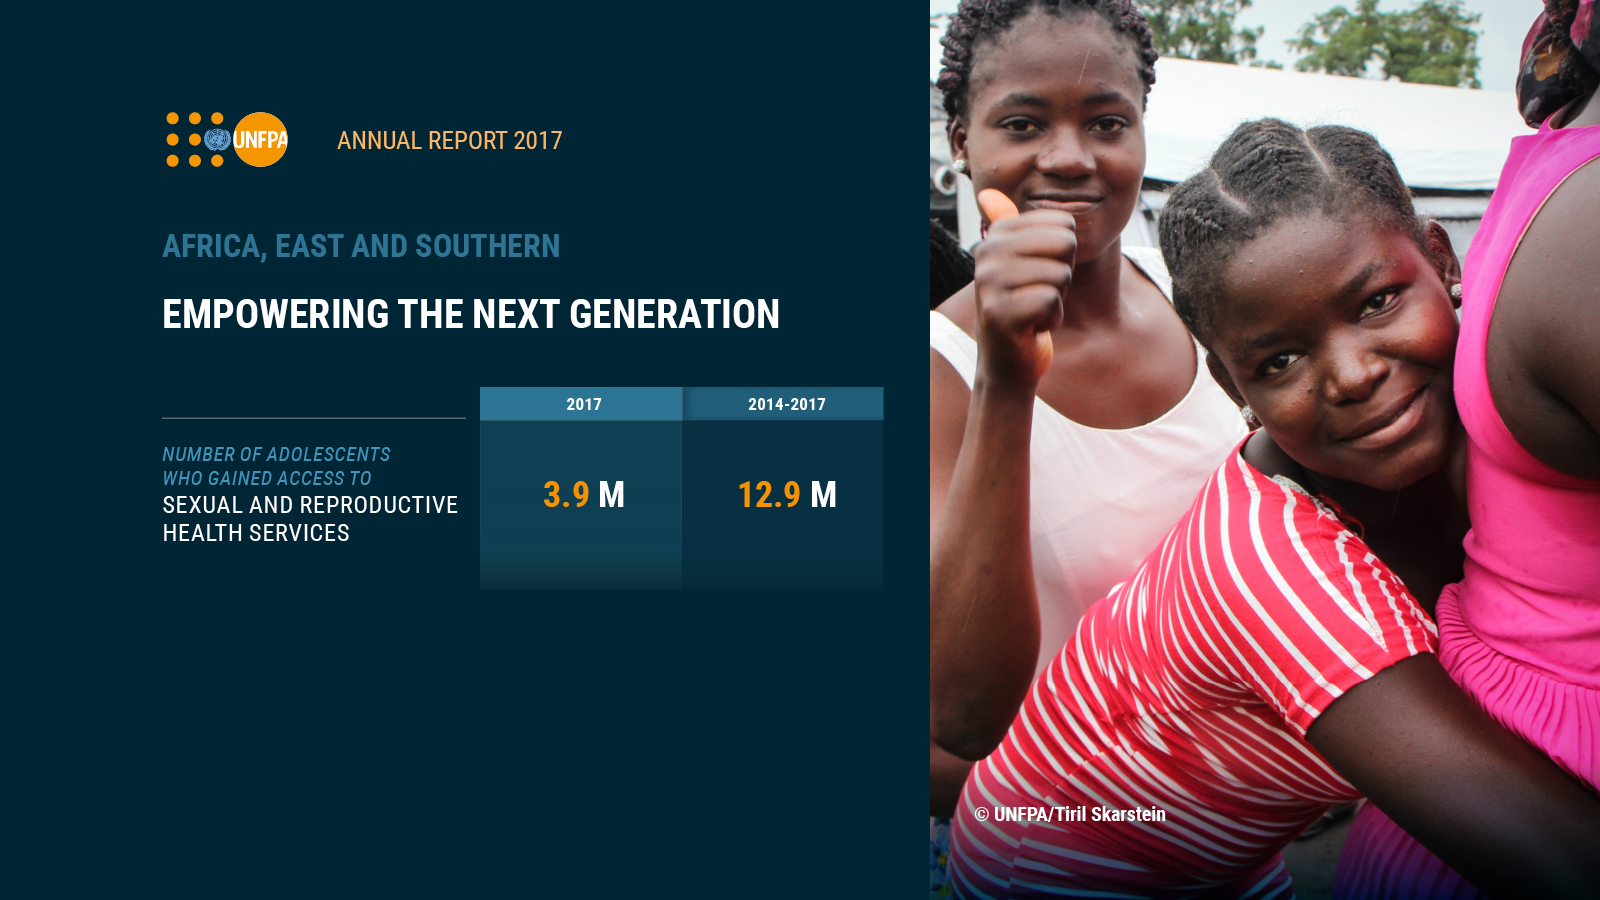 UNFPA
ANNUAL REPORT 2017
AFRICA, EAST AND SOUTHERN
EMPOWERING THE NEXT GENERATION
2017
2014-2017
NUMBER OF ADOLESCENTS
WHO GAINED ACCESS TO
SEXUAL AND REPRODUCTIVE
HEALTH SERVICES
3.9 M
12.9 M
© UNFPA/Tiril Skarstein